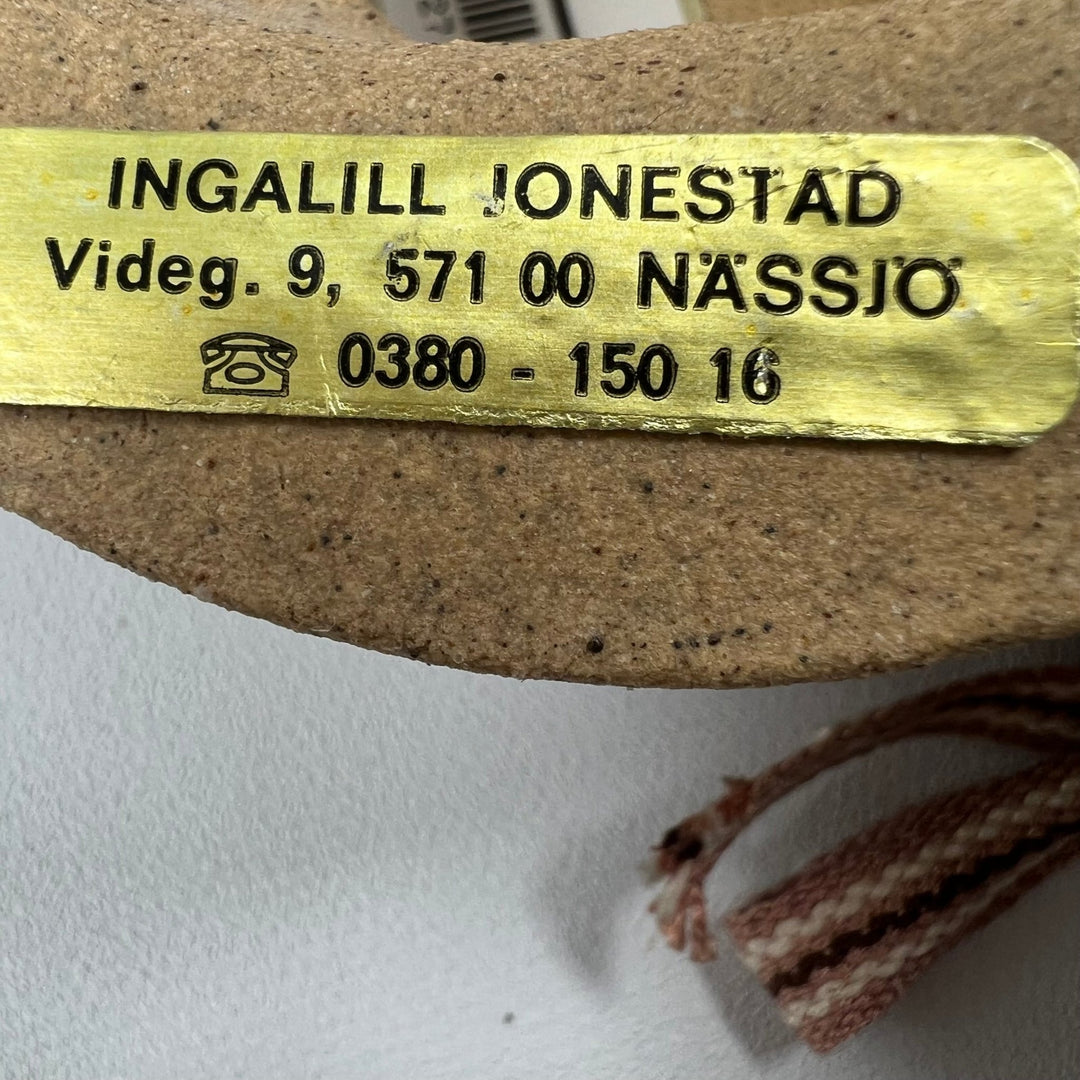 INGALILL JONESTAD
Videg. 9, 571 00 NÄSSJÖ
0380 - 150 16